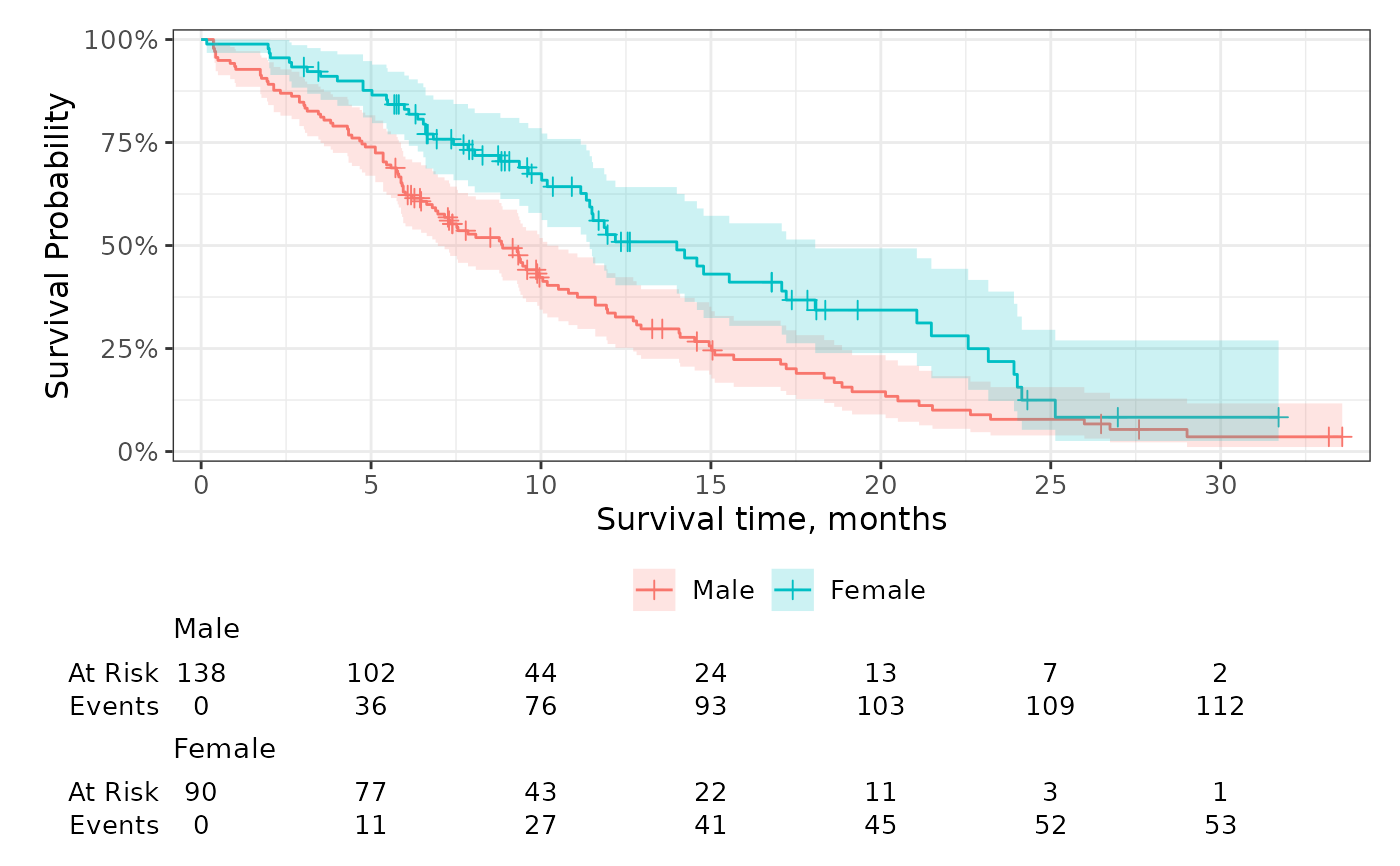 100%
75%
50%
25%
0%
Survival Probability
0 5 10 15 20 25 30
Survival time, months
Male Female
Male
At Risk 138 102 44 24 13 7 2
Events 0 36 76 93 103 109 112
Female
At Risk 90 77 43 22 11 3 1
Events 0 11 27 41 45 52 53